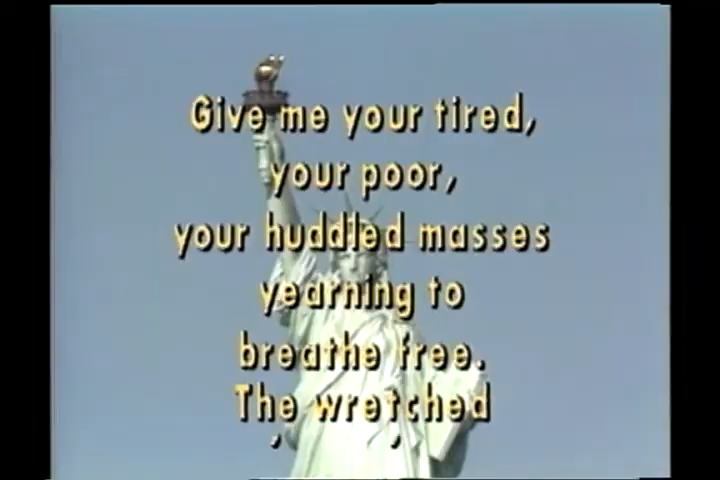 Give me your tired,
your poor,
your huddled masses
yearning to
breathe free.
The wretched